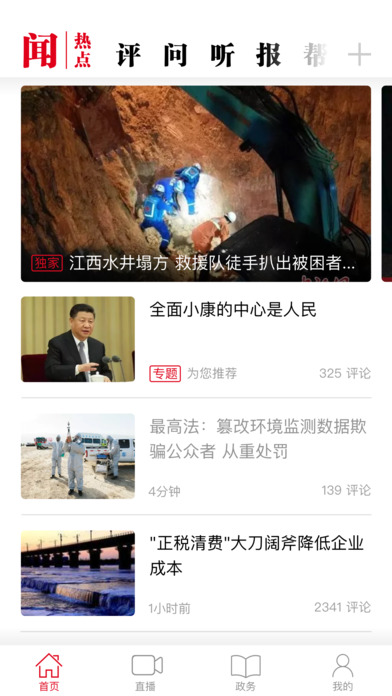 闻 热点 评 问 听 报 帮
独家 江西水井塌方 救援队徒手扒出被困者...
全面小康的中心是人民
专题 为您推荐 325 评论
最高法：篡改环境监测数据欺
骗公众者 从重处罚
4分钟 139 评论
"正税清费"大刀阔斧降低企业
成本
1小时前 2341 评论
首页 直播 政务 我的